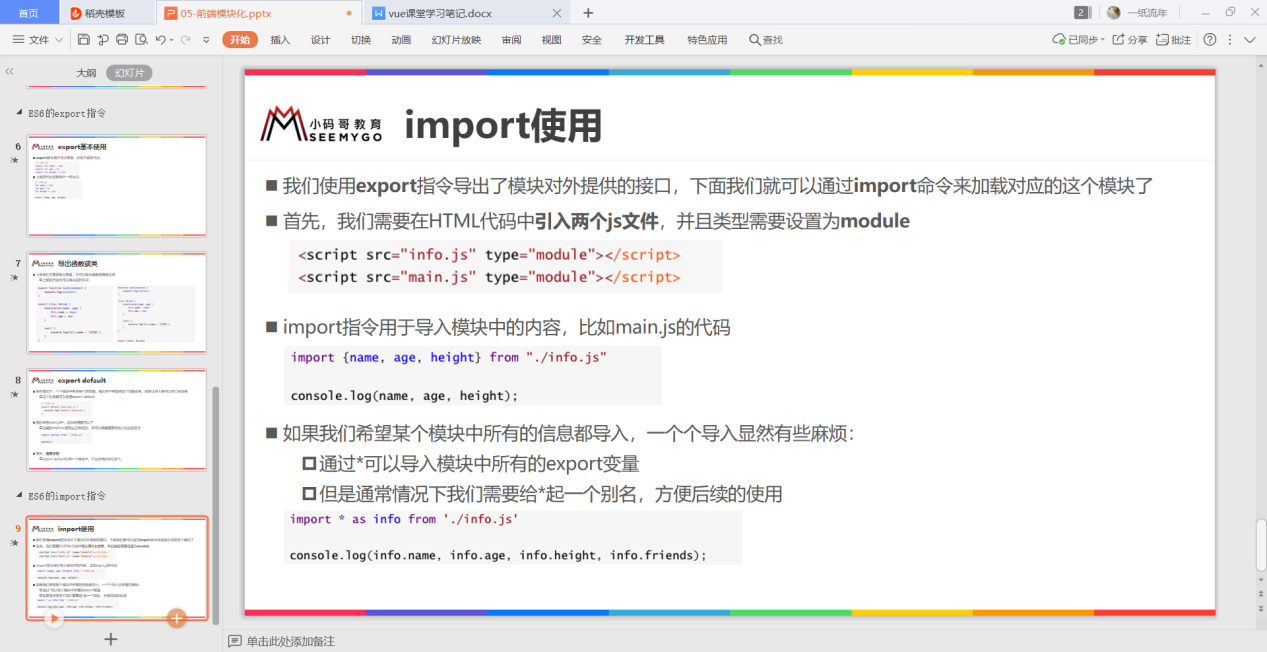 首页
稻壳模板
05-前端模块化.pptx
vue课堂学习笔记.docx
2
一纸流年
文件
开始
插入
设计
切换
动画
幻灯片放映
审阅
视图
安全
开发工具
特色应用
查找
已同步
分享
批注
大纲
幻灯片
ES6的export指令
6
export基本使用
7
导出函数或类
8
export default
ES6的import指令
9
import使用
小码哥教育
SEEMYGO
import使用
我们使用export指令导出了模块对外提供的接口，下面我们就可以通过import命令来加载对应的这个模块了
首先，我们需要在HTML代码中引入两个js文件，并且类型需要设置为module
<script src="info.js" type="module"></script>
<script src="main.js" type="module"></script>
import指令用于导入模块中的内容，比如main.js的代码
import {name, age, height} from "./info.js"
console.log(name, age, height);
如果我们希望某个模块中所有的信息都导入，一个个导入显然有些麻烦：
通过*可以导入模块中所有的export变量
但是通常情况下我们需要给*起一个别名，方便后续的使用
import * as info from './info.js'
console.log(info.name, info.age, info.height, info.friends);
单击此处添加备注